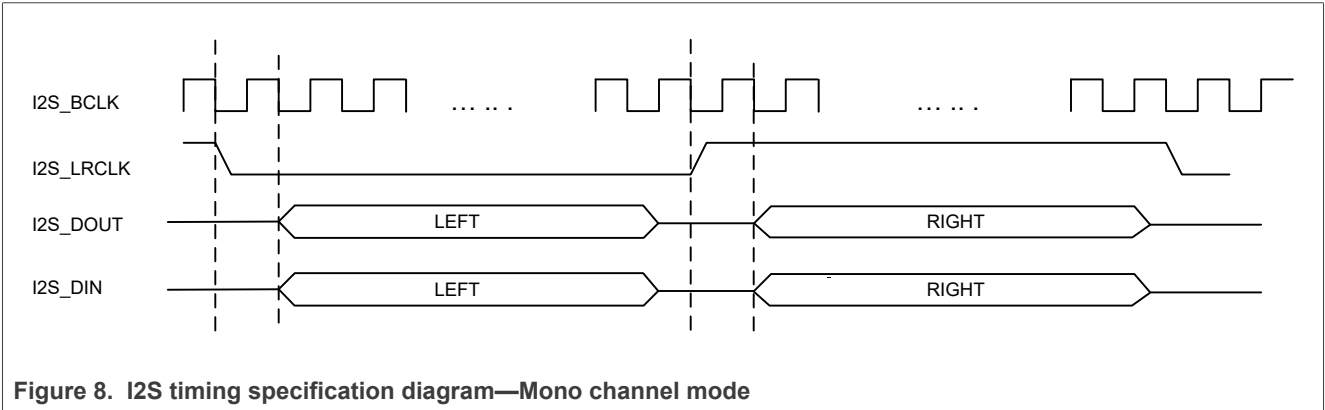 I2S_BCLK
... .. .
... .. .
I2S_LRCLK
I2S_DOUT
LEFT
RIGHT
I2S_DIN
LEFT
RIGHT
Figure 8. I2S timing specification diagram—Mono channel mode